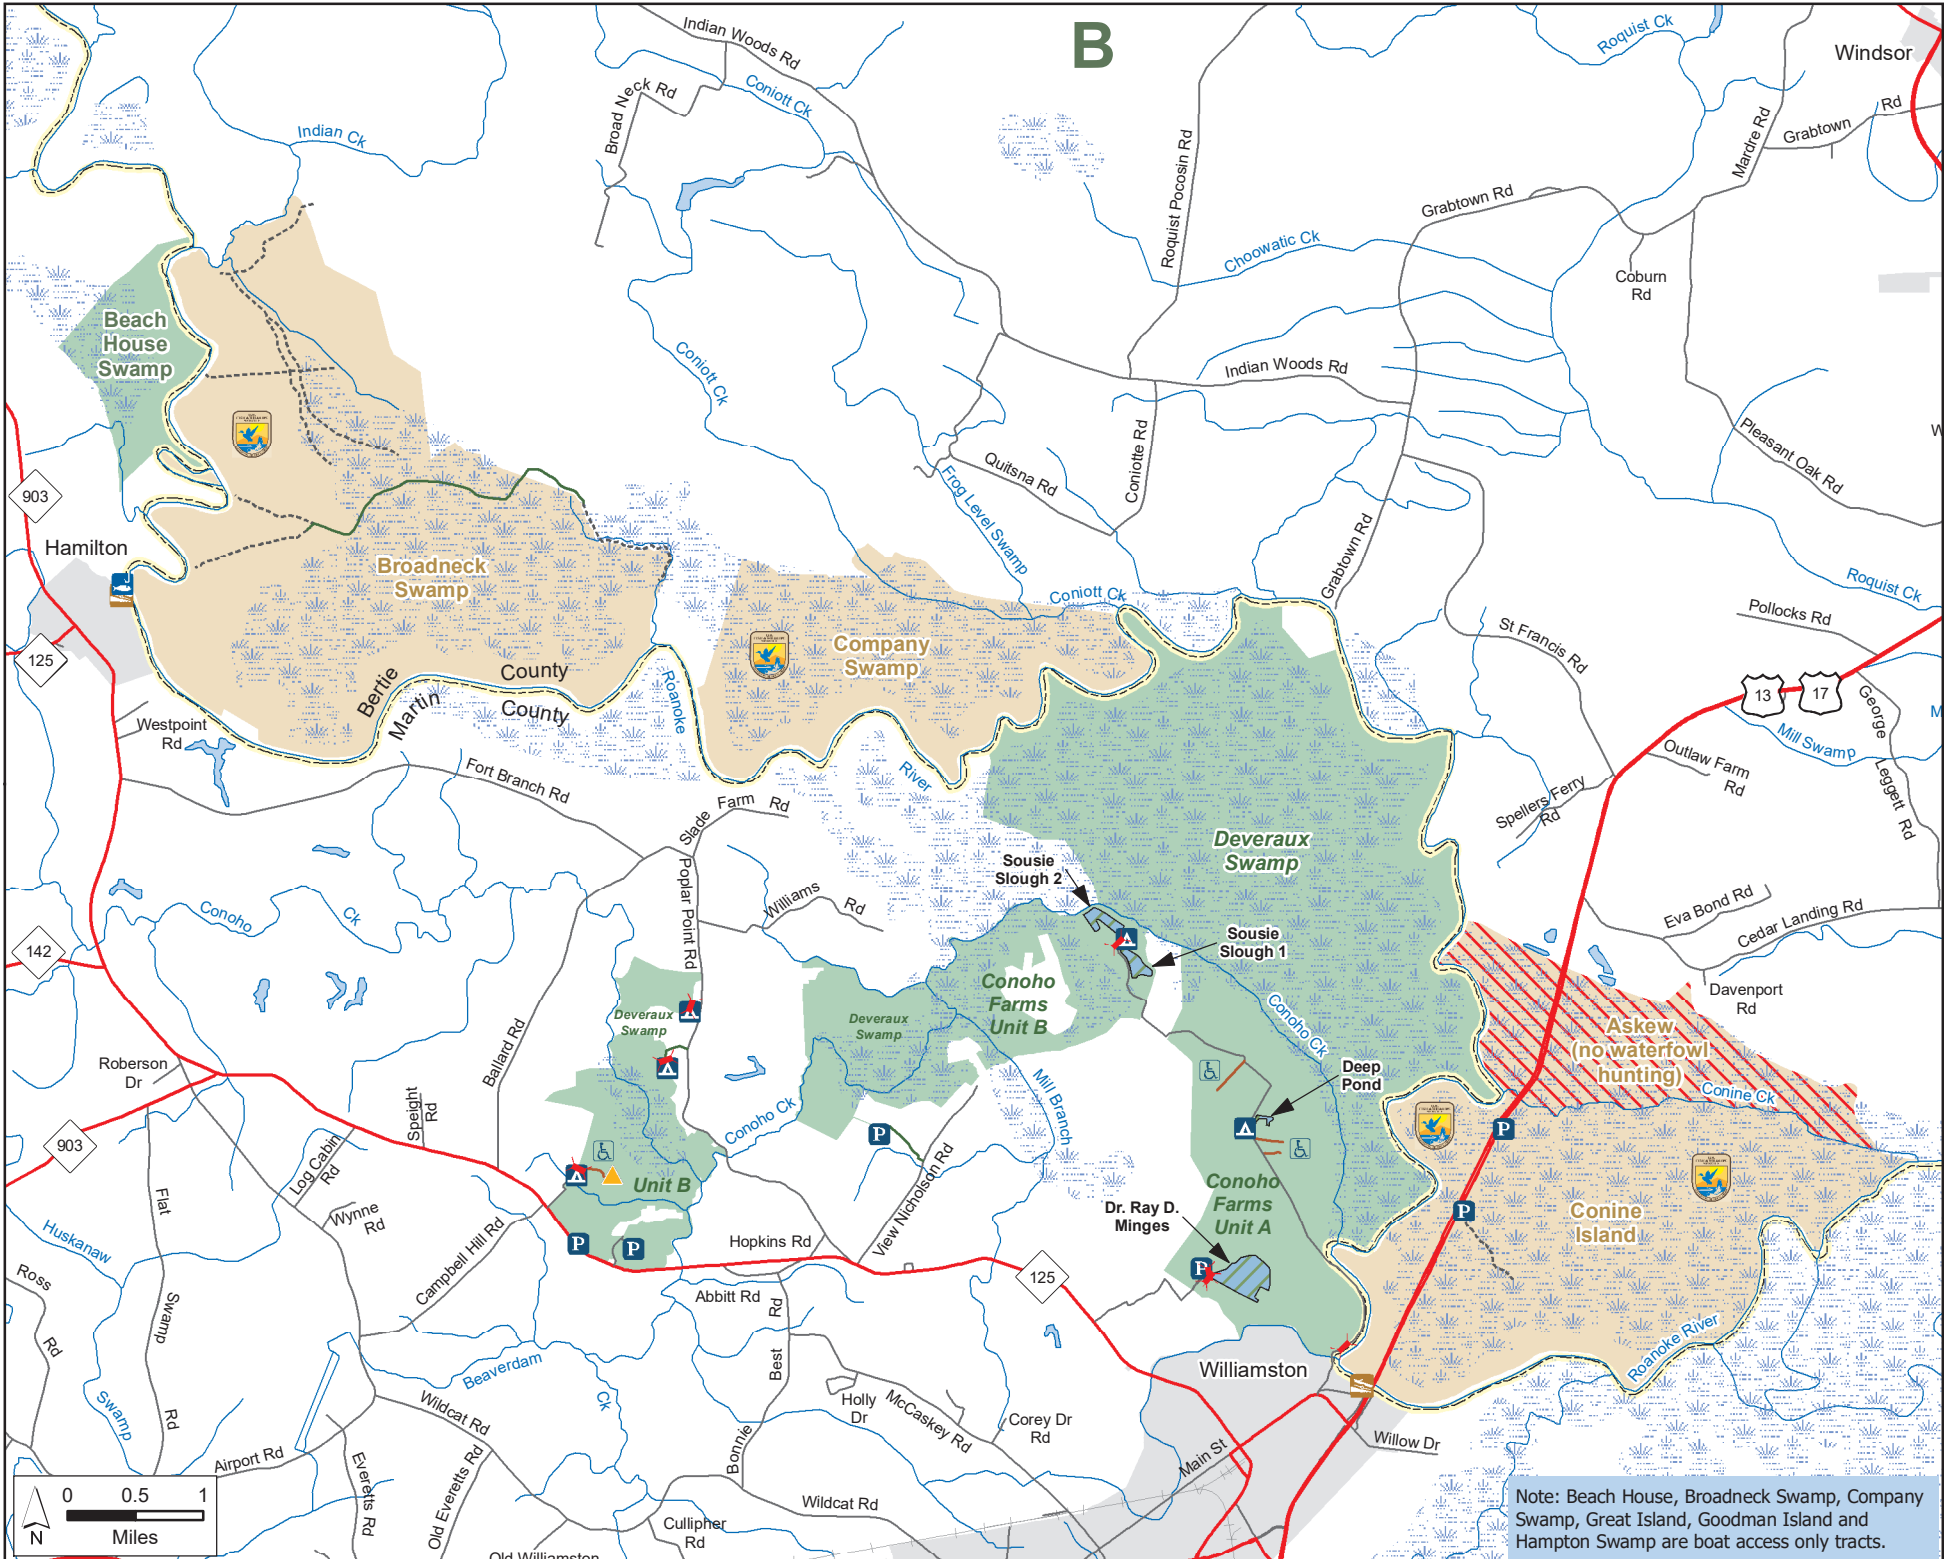 B
Indian Woods Rd
Roquist Ck
Windsor
Broad Neck Rd
Coniott Ck
Indian Ck
Roquist Pocosin Rd
Mardre Rd
Grabtown Rd
Grabtown Rd
Choowatic Ck
Coburn
Rd
Beach
House
Swamp
Coniott Ck
Indian Woods Rd
Pleasant Oak Rd
W
Quitsna Rd
Coniotte Rd
Frog Level Swamp
903
Hamilton
Grabtown Rd
Broadneck
Swamp
Coniott Ck
Roquist Ck
Pollocks Rd
125
St Francis Rd
Company
Swamp
Bertie
County
Martin
County
Roanoke
River
13
17
George
Leggett Rd
M
Mill Swamp
Westpoint
Rd
Fort Branch Rd
Outlaw Farm
Rd
Spellers Ferry
Rd
Slade Farm Rd
Poplar Point Rd
Deveraux
Swamp
Sousie
Slough 2
Williams Rd
Eva Bond Rd
Cedar Landing Rd
Conoho Ck
Sousie
Slough 1
142
Conoho
Farms
Unit B
Davenport
Rd
Deveraux
Swamp
Deveraux
Swamp
Conoho Ck
Askew
(no waterfowl
hunting)
Ballard Rd
Roberson
Dr
Deep
Pond
Conine Ck
Mill Branch
Speight
Rd
Conoho Ck
P
P
903
Log Cabin
Rd
View Nicholson Rd
Unit B
Conoho
Farms
Unit A
Flat
Swamp
Rd
Wynne
Rd
Dr. Ray D.
Minges
P
Conine
Island
Huskanaw
Swamp
Campbell Hill Rd
P
P
Hopkins Rd
P
Ross
Rd
125
Abbitt Rd
Roanoke River
Beaverdam
Ck
Bonnie
Best
Rd
Williamston
Wildcat Rd
Holly
Dr
McCaskey Rd
Corey Dr
Rd
Willow Dr
Airport Rd
Main St
Everetts Rd
Old Everetts Rd
Wildcat Rd
Cullipher
Rd
Old Williamston
0 0.5 1
Miles
N
Note: Beach House, Broadneck Swamp, Company
Swamp, Great Island, Goodman Island and
Hampton Swamp are boat access only tracts.